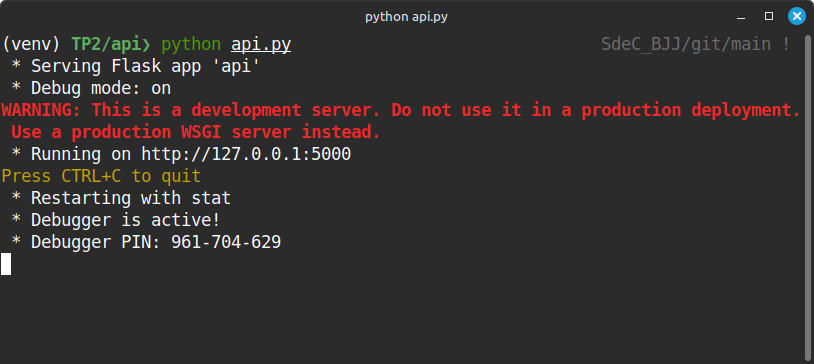 python api.py
(venv) TP2/api❯ python api.py SdeC_BJJ/git/main !
* Serving Flask app 'api'
* Debug mode: on
WARNING: This is a development server. Do not use it in a production deployment.
Use a production WSGI server instead.
* Running on http://127.0.0.1:5000
Press CTRL+C to quit
* Restarting with stat
* Debugger is active!
* Debugger PIN: 961-704-629